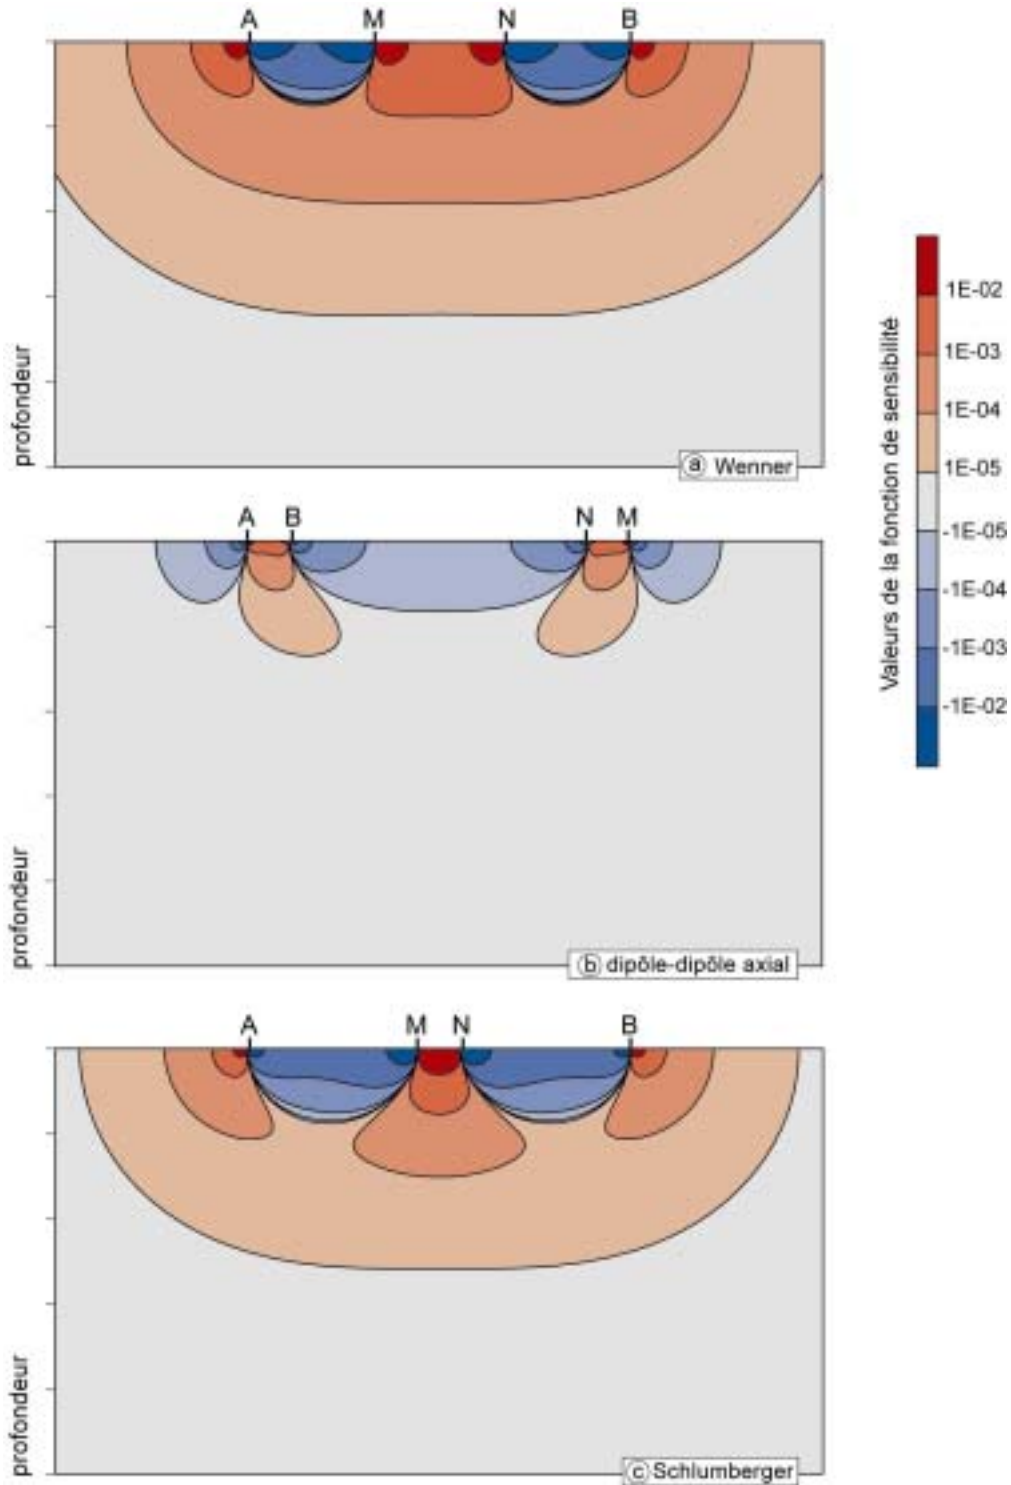 A M N B
profondeur
ⓐ Wenner
A B N M
profondeur
ⓑ dipôle-dipôle axial
A M N B
profondeur
ⓒ Schlumberger
Valeurs de la fonction de sensibilité
1E-02
1E-03
1E-04
1E-05
-1E-05
-1E-04
-1E-03
-1E-02